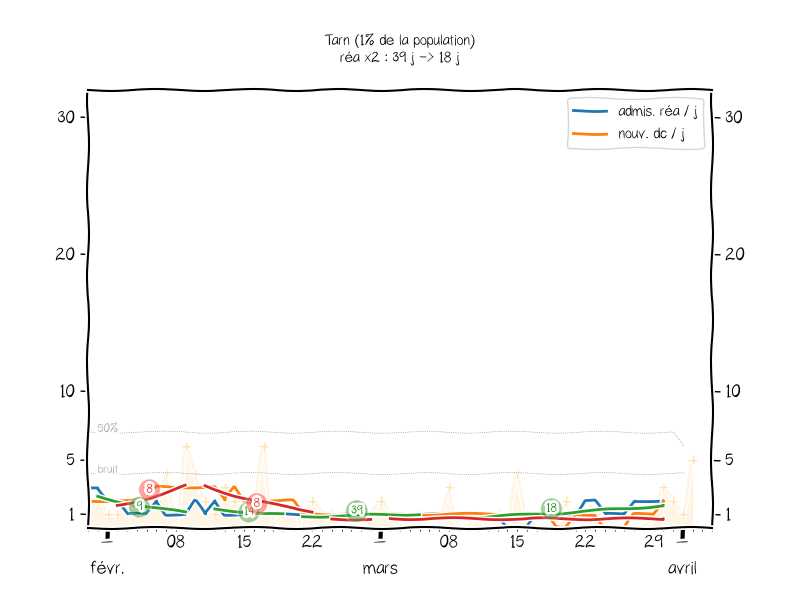 Tarn (1% de la population)
réa x2 : 39 j -> 18 j
admis. réa / j
nouv. dc / j
30 30
20 20
10 10
50%
5 5
bruit
8 9 8 39 18
1 1
08 15 22 08 15 22 29
févr. mars avril